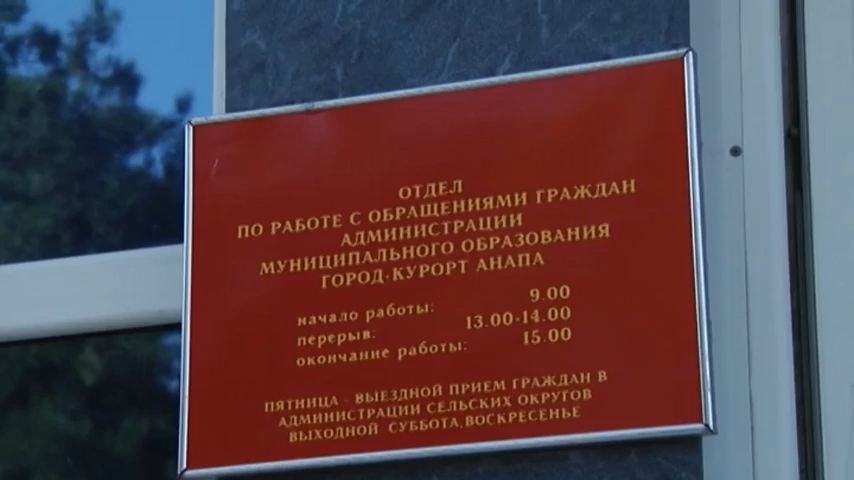 ОТДЕЛ
ПО РАБОТЕ С ОБРАЩЕНИЯМИ ГРАЖДАН
АДМИНИСТРАЦИИ
МУНИЦИПАЛЬНОГО ОБРАЗОВАНИЯ
ГОРОД-КУРОРТ АНАПА
начало работы: 9.00
перерыв: 13.00-14.00
окончание работы: 15.00
ПЯТНИЦА - ВЫЕЗДНОЙ ПРИЕМ ГРАЖДАН В
АДМИНИСТРАЦИИ СЕЛЬСКИХ ОКРУГОВ
ВЫХОДНОЙ СУББОТА, ВОСКРЕСЕНЬЕ